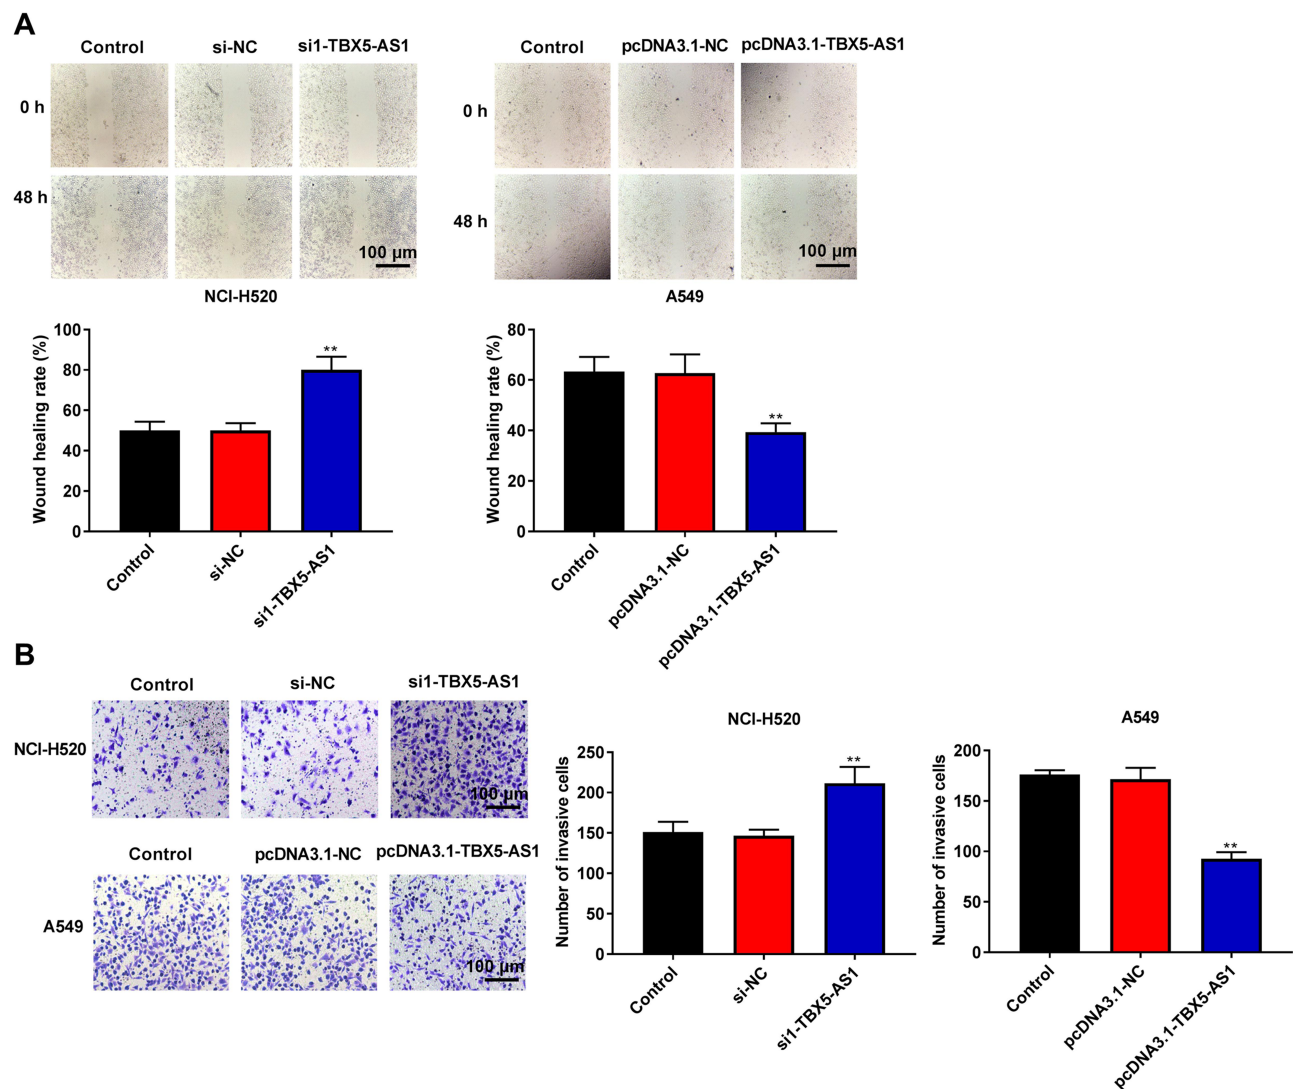 A
Control si-NC si1-TBX5-AS1
0 h
48 h
100 µm
NCI-H520
Control pcDNA3.1-NC pcDNA3.1-TBX5-AS1
0 h
48 h
100 µm
A549
Wound healing rate (%)
100
80
60
40
20
0
**
Control
si-NC
si1-TBX5-AS1
Wound healing rate (%)
80
60
40
20
0
**
Control
pcDNA3.1-NC
pcDNA3.1-TBX5-AS1
B
Control si-NC si1-TBX5-AS1
NCI-H520
100 µm
Control pcDNA3.1-NC pcDNA3.1-TBX5-AS1
A549
100 µm
NCI-H520
Number of invasive cells
250
200
150
100
50
0
**
Control
si-NC
si1-TBX5-AS1
A549
Number of invasive cells
200
150
100
50
0
**
Control
pcDNA3.1-NC
pcDNA3.1-TBX5-AS1